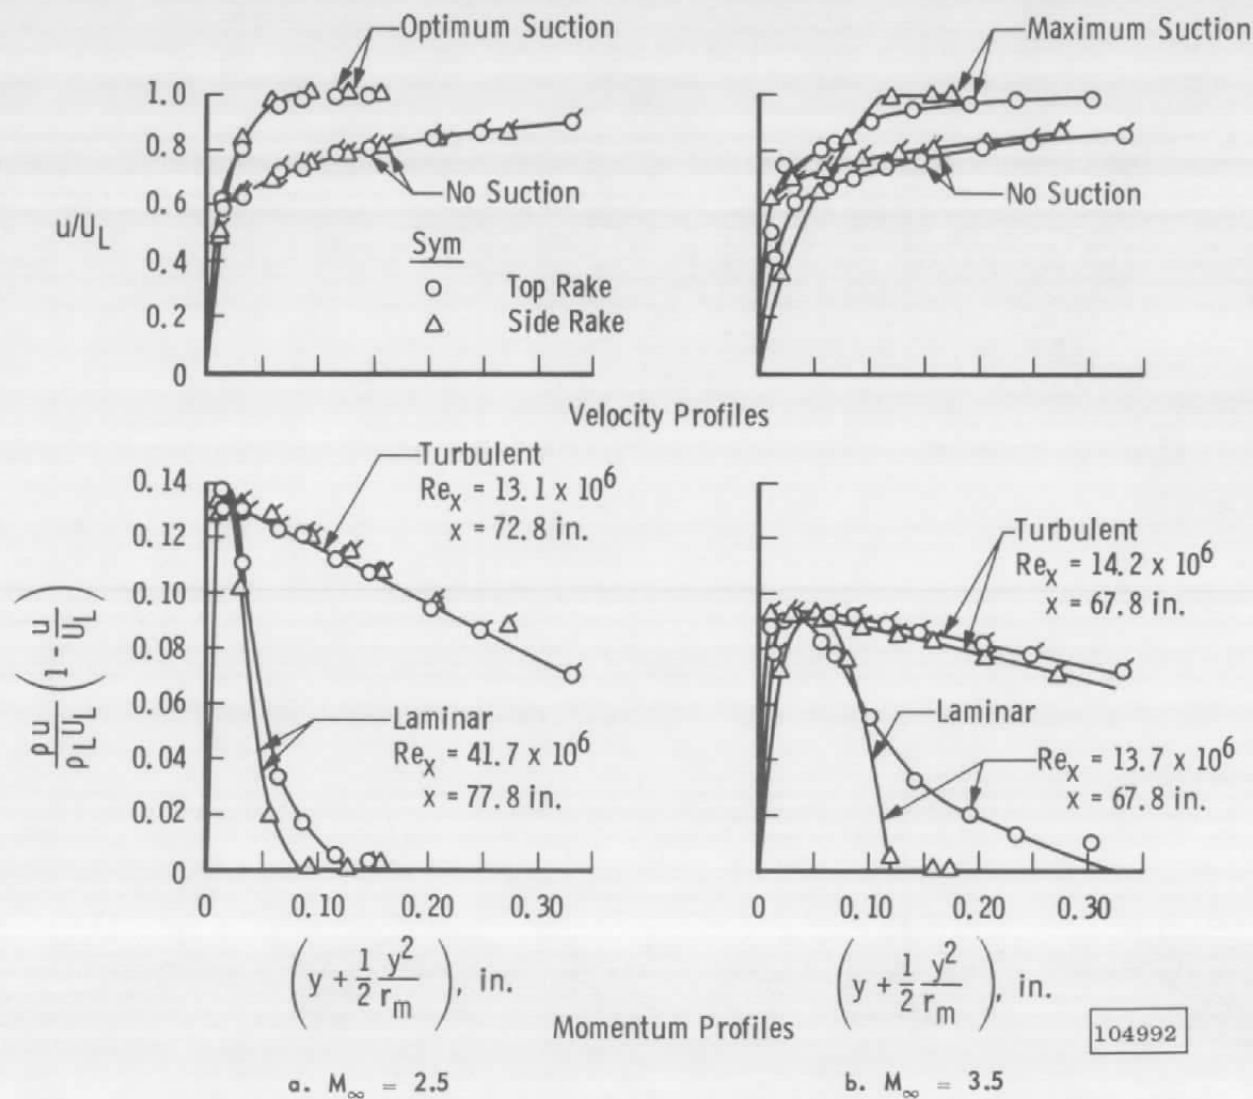 Optimum Suction
Maximum Suction
1.0
0.8
0.6
0.4
0.2
0
u/U_L
No Suction
No Suction
Sym
○ Top Rake
△ Side Rake
Velocity Profiles
0.14
0.12
0.10
0.08
0.06
0.04
0.02
0
ρu/ρ_LU_L (1 - u/U_L)
Turbulent
Re_x = 13.1 x 10^6
x = 72.8 in.
Laminar
Re_x = 41.7 x 10^6
x = 77.8 in.
Turbulent
Re_x = 14.2 x 10^6
x = 67.8 in.
Laminar
Re_x = 13.7 x 10^6
x = 67.8 in.
0 0.10 0.20 0.30
0 0.10 0.20 0.30
(y + 1/2 y^2/r_m), in.
(y + 1/2 y^2/r_m), in.
Momentum Profiles
104992
a. M_∞ = 2.5
b. M_∞ = 3.5